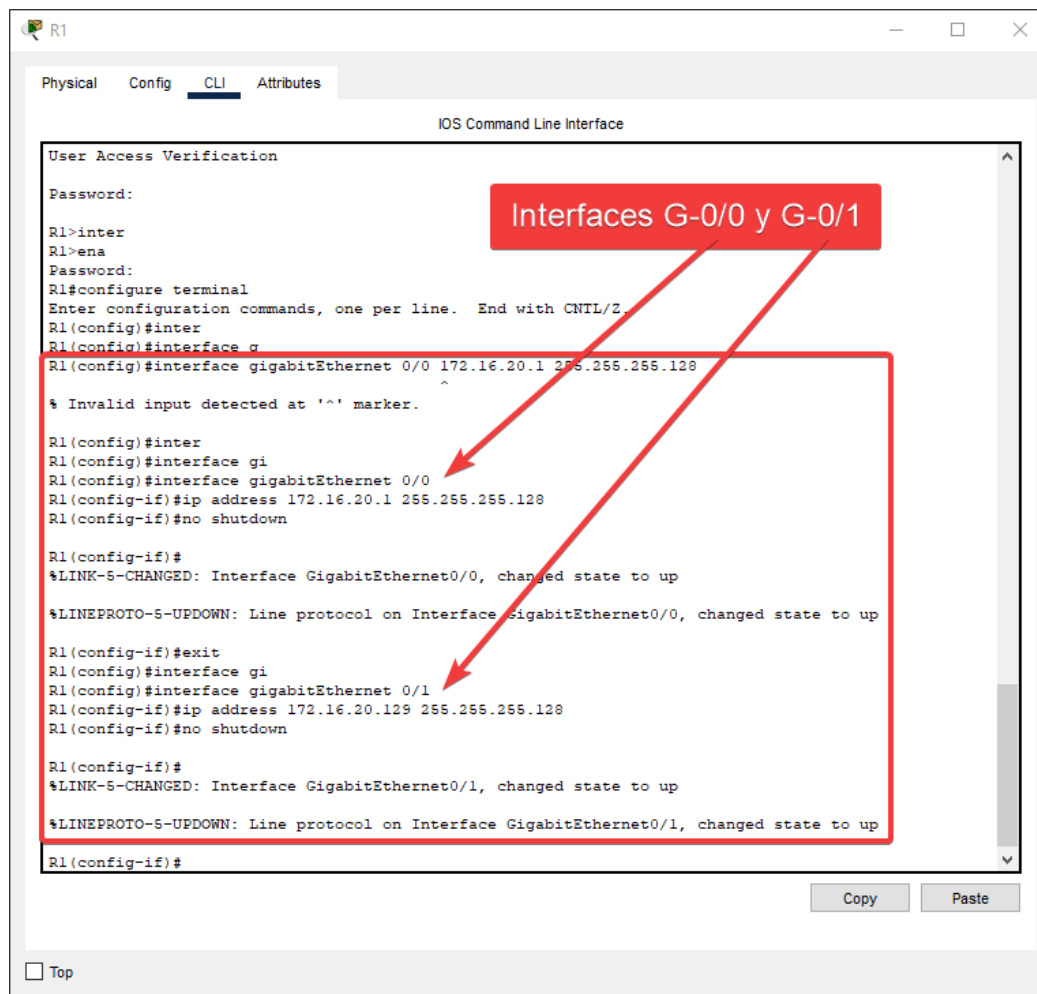 R1
Physical Config CLI Attributes
IOS Command Line Interface
User Access Verification
Password:
Interfaces G-0/0 y G-0/1
R1>inter
R1>ena
Password:
R1#configure terminal
Enter configuration commands, one per line.  End with CNTL/Z.
R1(config)#inter
R1(config)#interface g
R1(config)#interface gigabitEthernet 0/0 172.16.20.1 255.255.255.128
^
% Invalid input detected at '^' marker.
R1(config)#inter
R1(config)#interface gi
R1(config)#interface gigabitEthernet 0/0
R1(config-if)#ip address 172.16.20.1 255.255.255.128
R1(config-if)#no shutdown
R1(config-if)#
%LINK-5-CHANGED: Interface GigabitEthernet0/0, changed state to up
%LINEPROTO-5-UPDOWN: Line protocol on Interface GigabitEthernet0/0, changed state to up
R1(config-if)#exit
R1(config)#interface gi
R1(config)#interface gigabitEthernet 0/1
R1(config-if)#ip address 172.16.20.129 255.255.255.128
R1(config-if)#no shutdown
R1(config-if)#
%LINK-5-CHANGED: Interface GigabitEthernet0/1, changed state to up
%LINEPROTO-5-UPDOWN: Line protocol on Interface GigabitEthernet0/1, changed state to up
R1(config-if)#
Copy Paste
Top